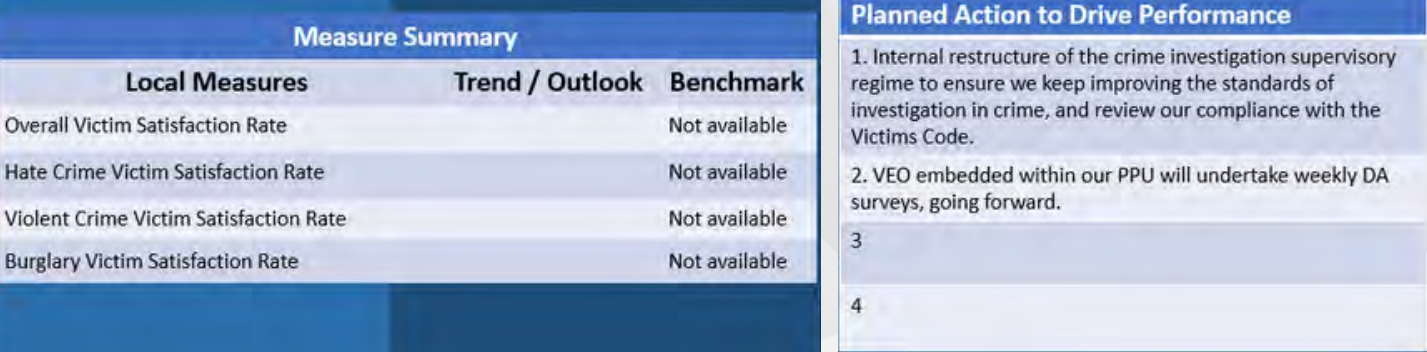 Measure Summary
Local Measures Trend / Outlook Benchmark
Overall Victim Satisfaction Rate Not available
Hate Crime Victim Satisfaction Rate Not available
Violent Crime Victim Satisfaction Rate Not available
Burglary Victim Satisfaction Rate Not available
Planned Action to Drive Performance
1. Internal restructure of the crime investigation supervisory
regime to ensure we keep improving the standards of
investigation in crime, and review our compliance with the
Victims Code.
2. VEO embedded within our PPU will undertake weekly DA
surveys, going forward.
3
4